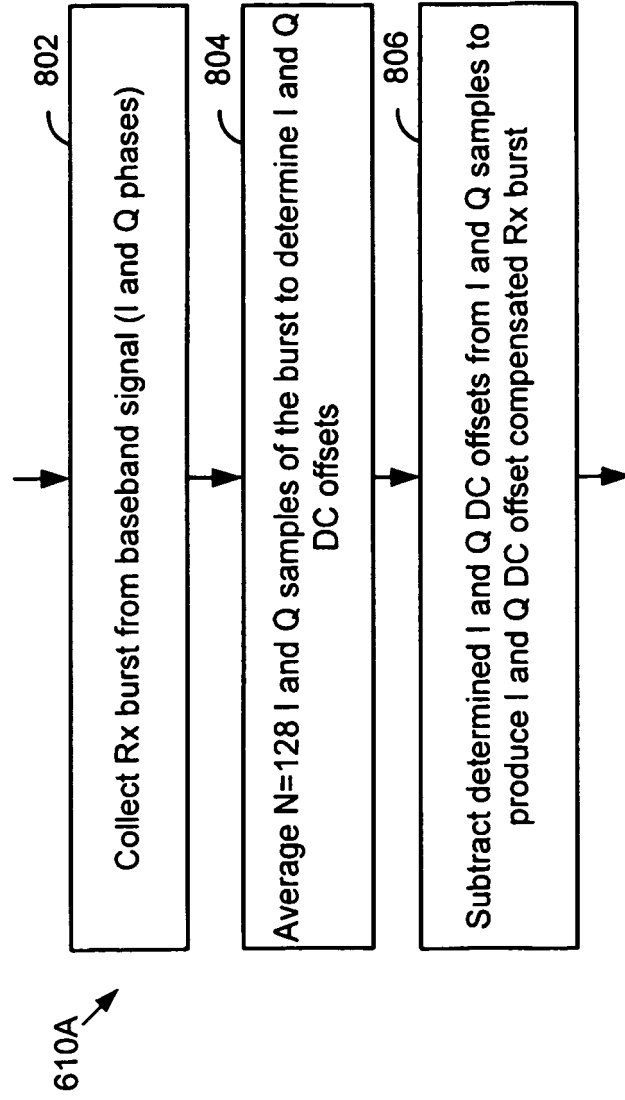 610A
802
Collect Rx burst from baseband signal (I and Q phases)
804
Average N=128 I and Q samples of the burst to determine I and Q
DC offsets
806
Subtract determined I and Q DC offsets from I and Q samples to
produce I and Q DC offset compensated Rx burst